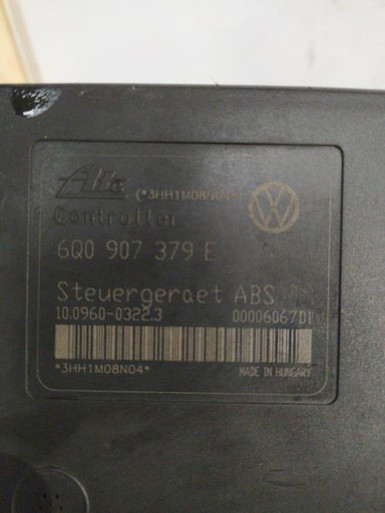 Ate (*3HH1M08N04*)
Controller
6Q0 907 379 E
Steuergeraet ABS
10.0960-0322.3 00006067D1
*3HH1M08N04*
MADE IN HUNGARY